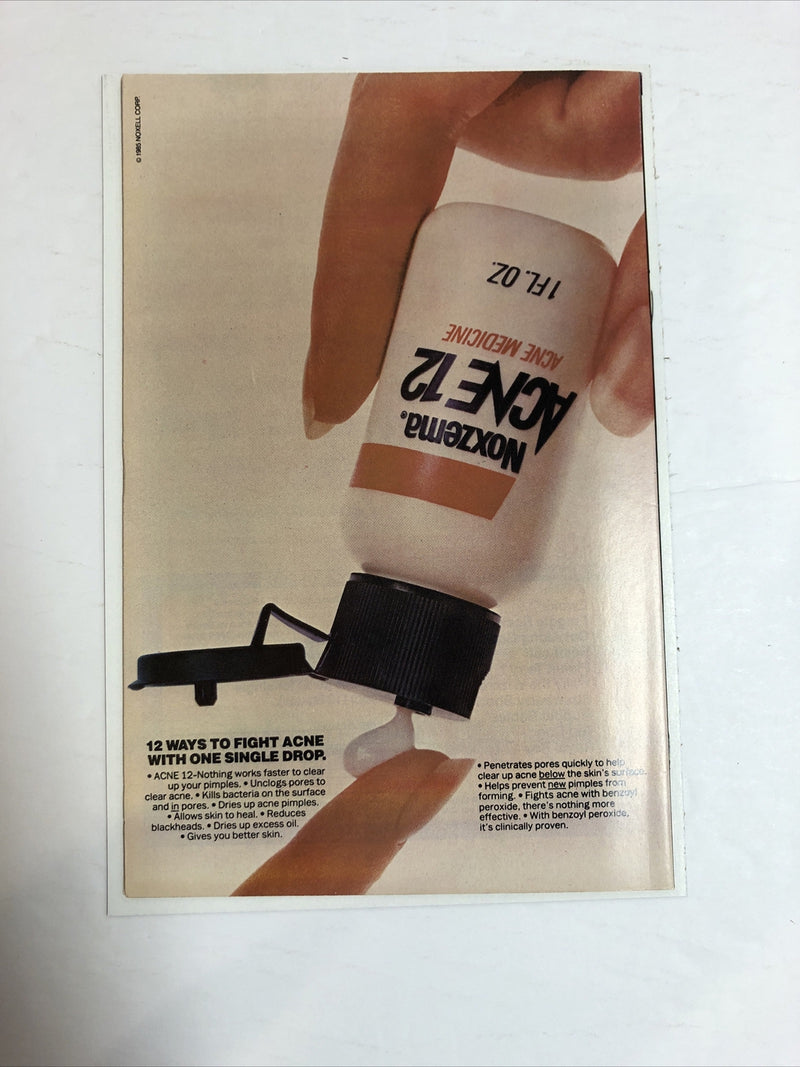 © 1985 NOXELL CORP.
1 FL. OZ.
ACNE MEDICINE
ACNE 12
Noxzema®
12 WAYS TO FIGHT ACNE
WITH ONE SINGLE DROP.
• ACNE 12-Nothing works faster to clear
up your pimples. • Unclogs pores to
clear acne. • Kills bacteria on the surface
and in pores. • Dries up acne pimples.
• Allows skin to heal. • Reduces
blackheads. • Dries up excess oil.
• Gives you better skin.
• Penetrates pores quickly to help
clear up acne below the skin's surface.
• Helps prevent new pimples from
forming. • Fights acne with benzoyl
peroxide, there's nothing more
effective. • With benzoyl peroxide,
it's clinically proven.